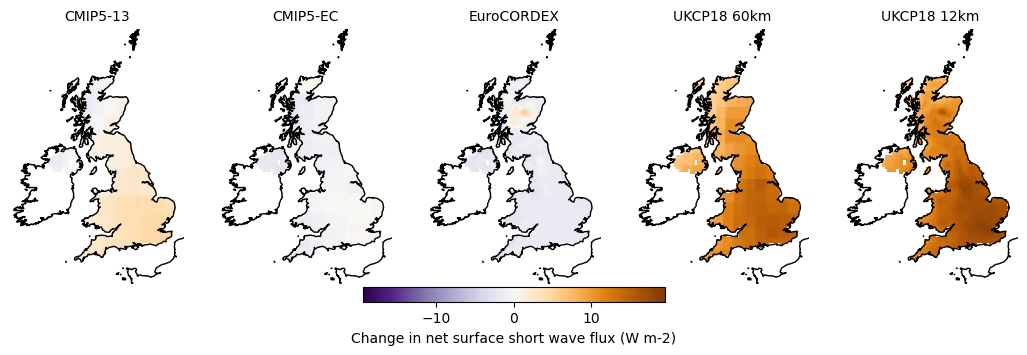 CMIP5-13 CMIP5-EC EuroCORDEX UKCP18 60km UKCP18 12km
−10 0 10
Change in net surface short wave flux (W m-2)